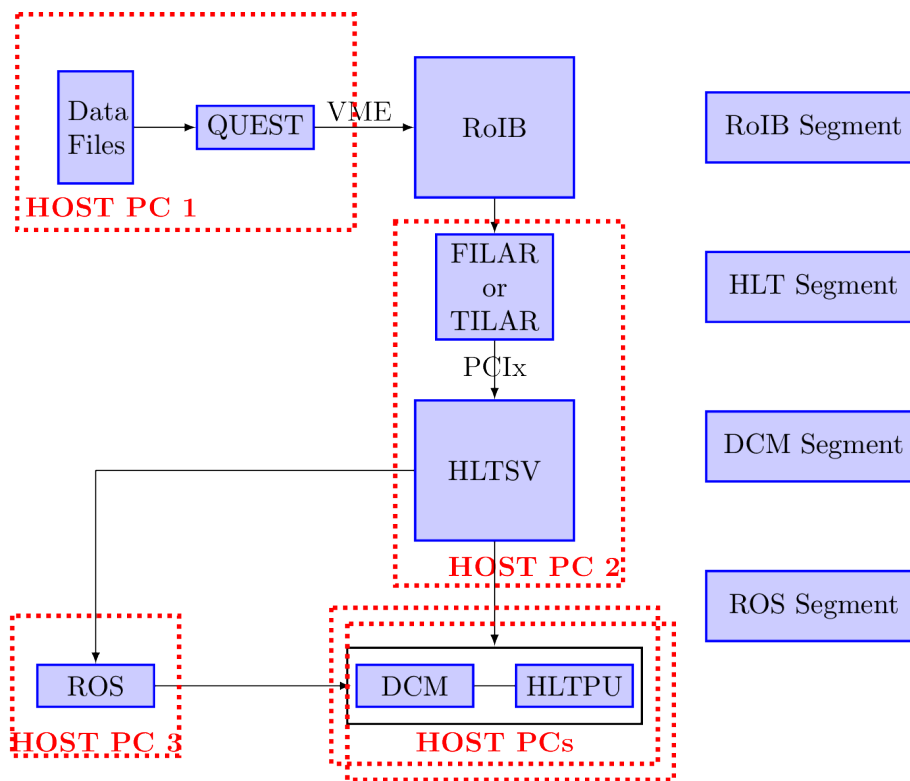 Data
Files
QUEST
VME
RoIB
RoIB Segment
HOST PC 1
FILAR
or
TILAR
HLT Segment
PCIx
HLTSV
DCM Segment
HOST PC 2
ROS Segment
ROS
DCM
HLTPU
HOST PC 3
HOST PCs